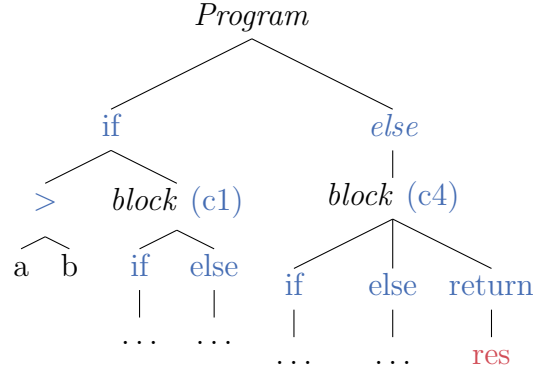 Program
if else
> block (c1) block (c4)
a b if else if else return
... ... ... ... res